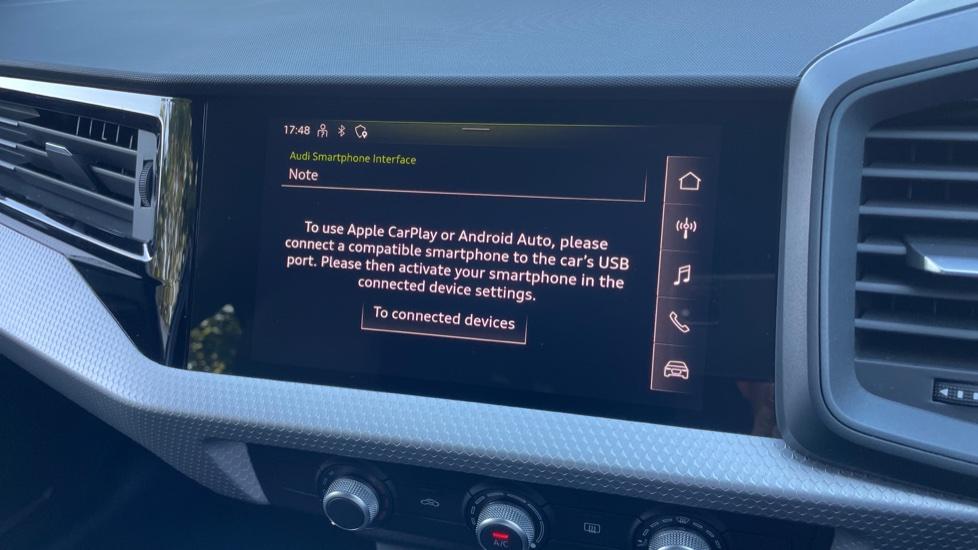 17:48
Audi Smartphone Interface
Note
To use Apple CarPlay or Android Auto, please
connect a compatible smartphone to the car's USB
port. Please then activate your smartphone in the
connected device settings.
To connected devices
A/C